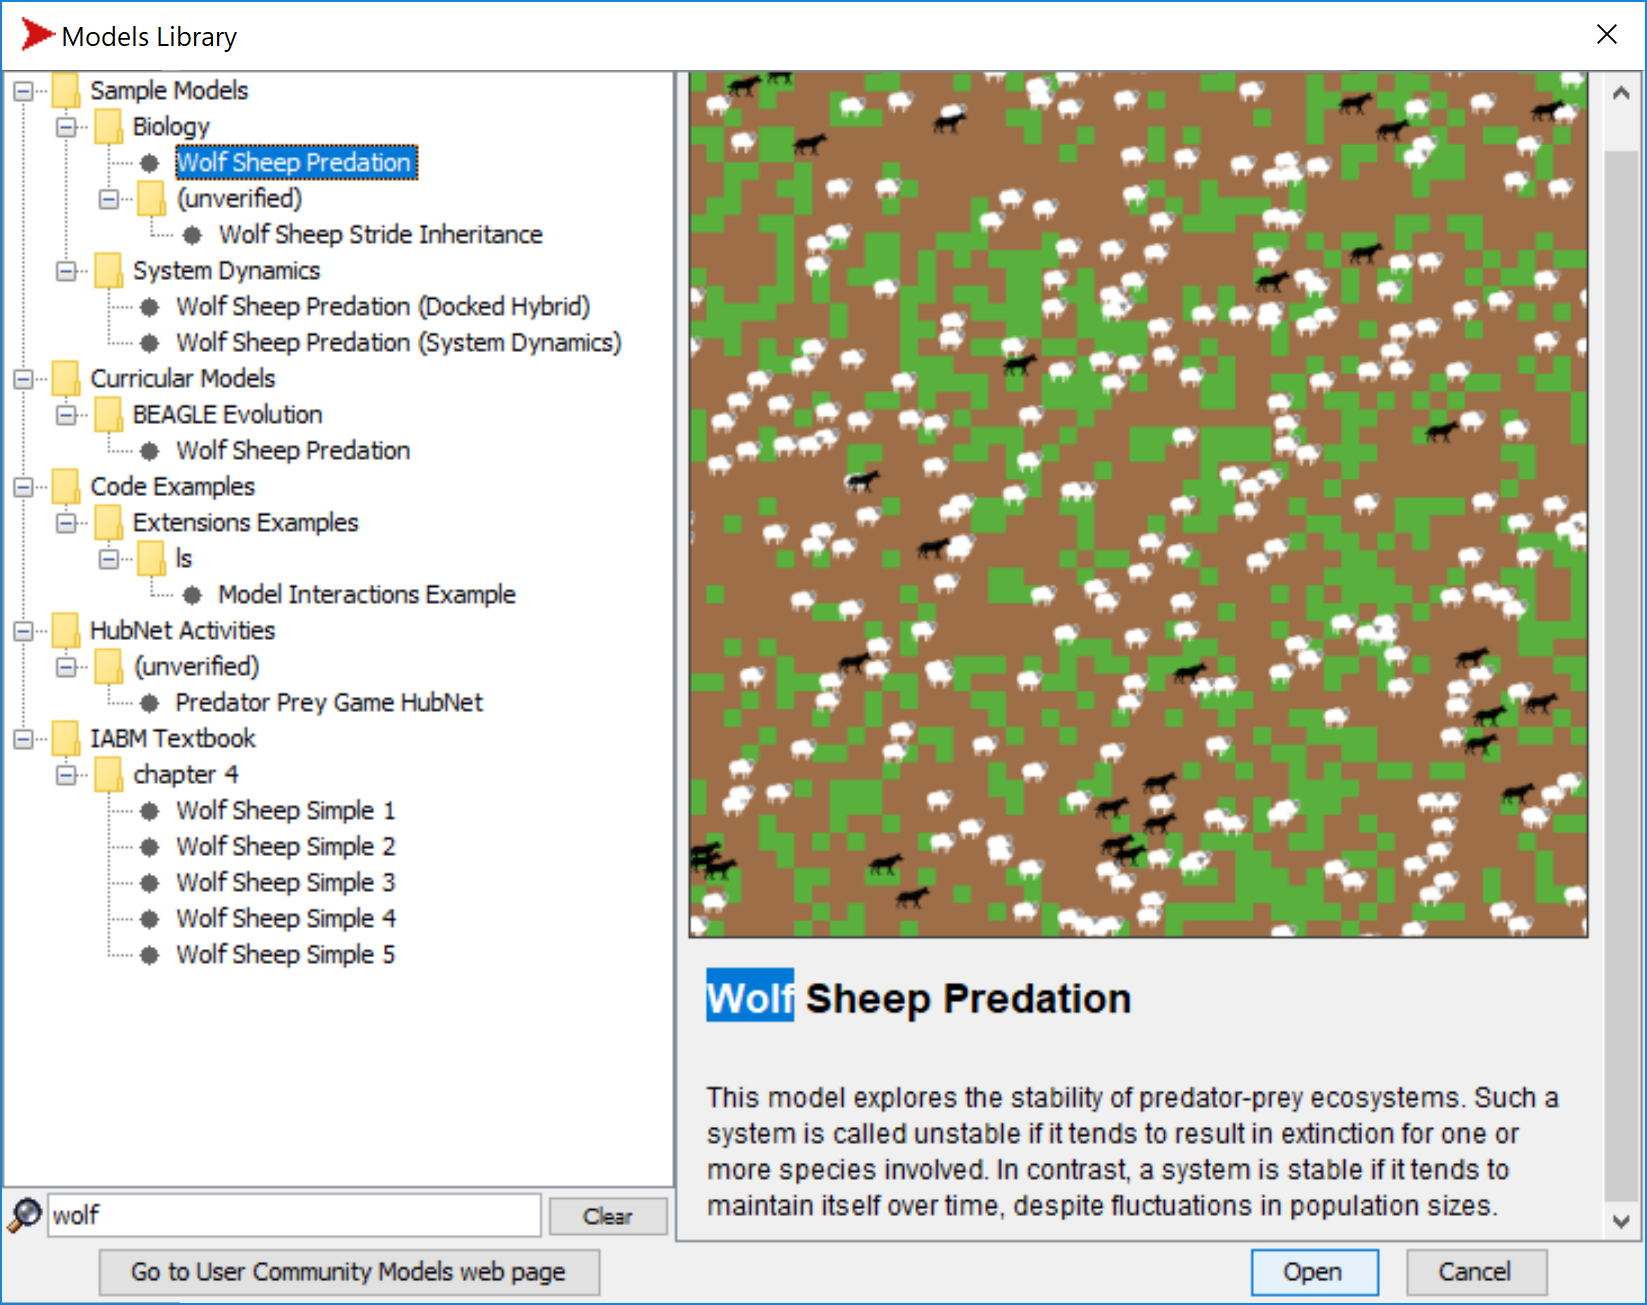 Models Library
Sample Models
Biology
Wolf Sheep Predation
(unverified)
Wolf Sheep Stride Inheritance
System Dynamics
Wolf Sheep Predation (Docked Hybrid)
Wolf Sheep Predation (System Dynamics)
Curricular Models
BEAGLE Evolution
Wolf Sheep Predation
Code Examples
Extensions Examples
ls
Model Interactions Example
HubNet Activities
(unverified)
Predator Prey Game HubNet
IABM Textbook
chapter 4
Wolf Sheep Simple 1
Wolf Sheep Simple 2
Wolf Sheep Simple 3
Wolf Sheep Simple 4
Wolf Sheep Simple 5
wolf
Clear
Go to User Community Models web page
Wolf Sheep Predation
This model explores the stability of predator-prey ecosystems. Such a
system is called unstable if it tends to result in extinction for one or
more species involved. In contrast, a system is stable if it tends to
maintain itself over time, despite fluctuations in population sizes.
Open
Cancel